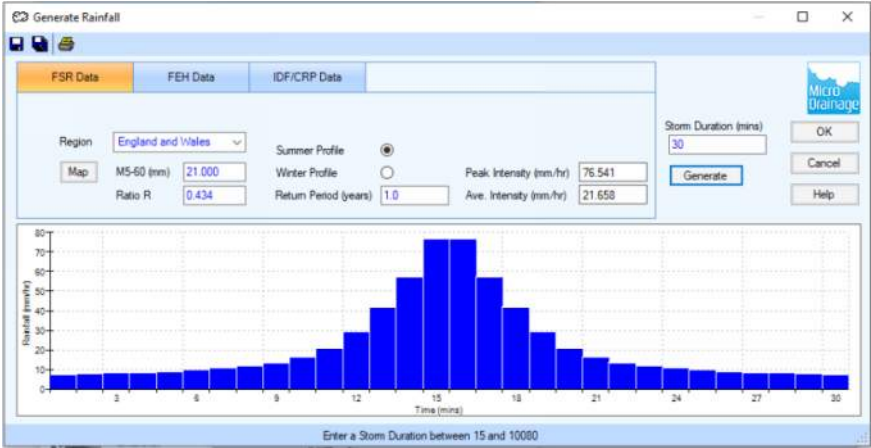 Generate Rainfall
FSR Data
FEH Data
IDF/CRP Data
Micro
Drainage
Region
England and Wales
Summer Profile
Storm Duration (mins)
30
OK
Map
M5-60 (mm)
21.000
Winter Profile
Peak Intensity (mm/hr)
76.541
Generate
Cancel
Ratio R
0.434
Return Period (years)
1.0
Ave. Intensity (mm/hr)
21.658
Help
Rainfall (mm/hr)
80
70
60
50
40
30
20
10
0
3
6
9
12
15
18
21
24
27
30
Time (mins)
Enter a Storm Duration between 15 and 10080